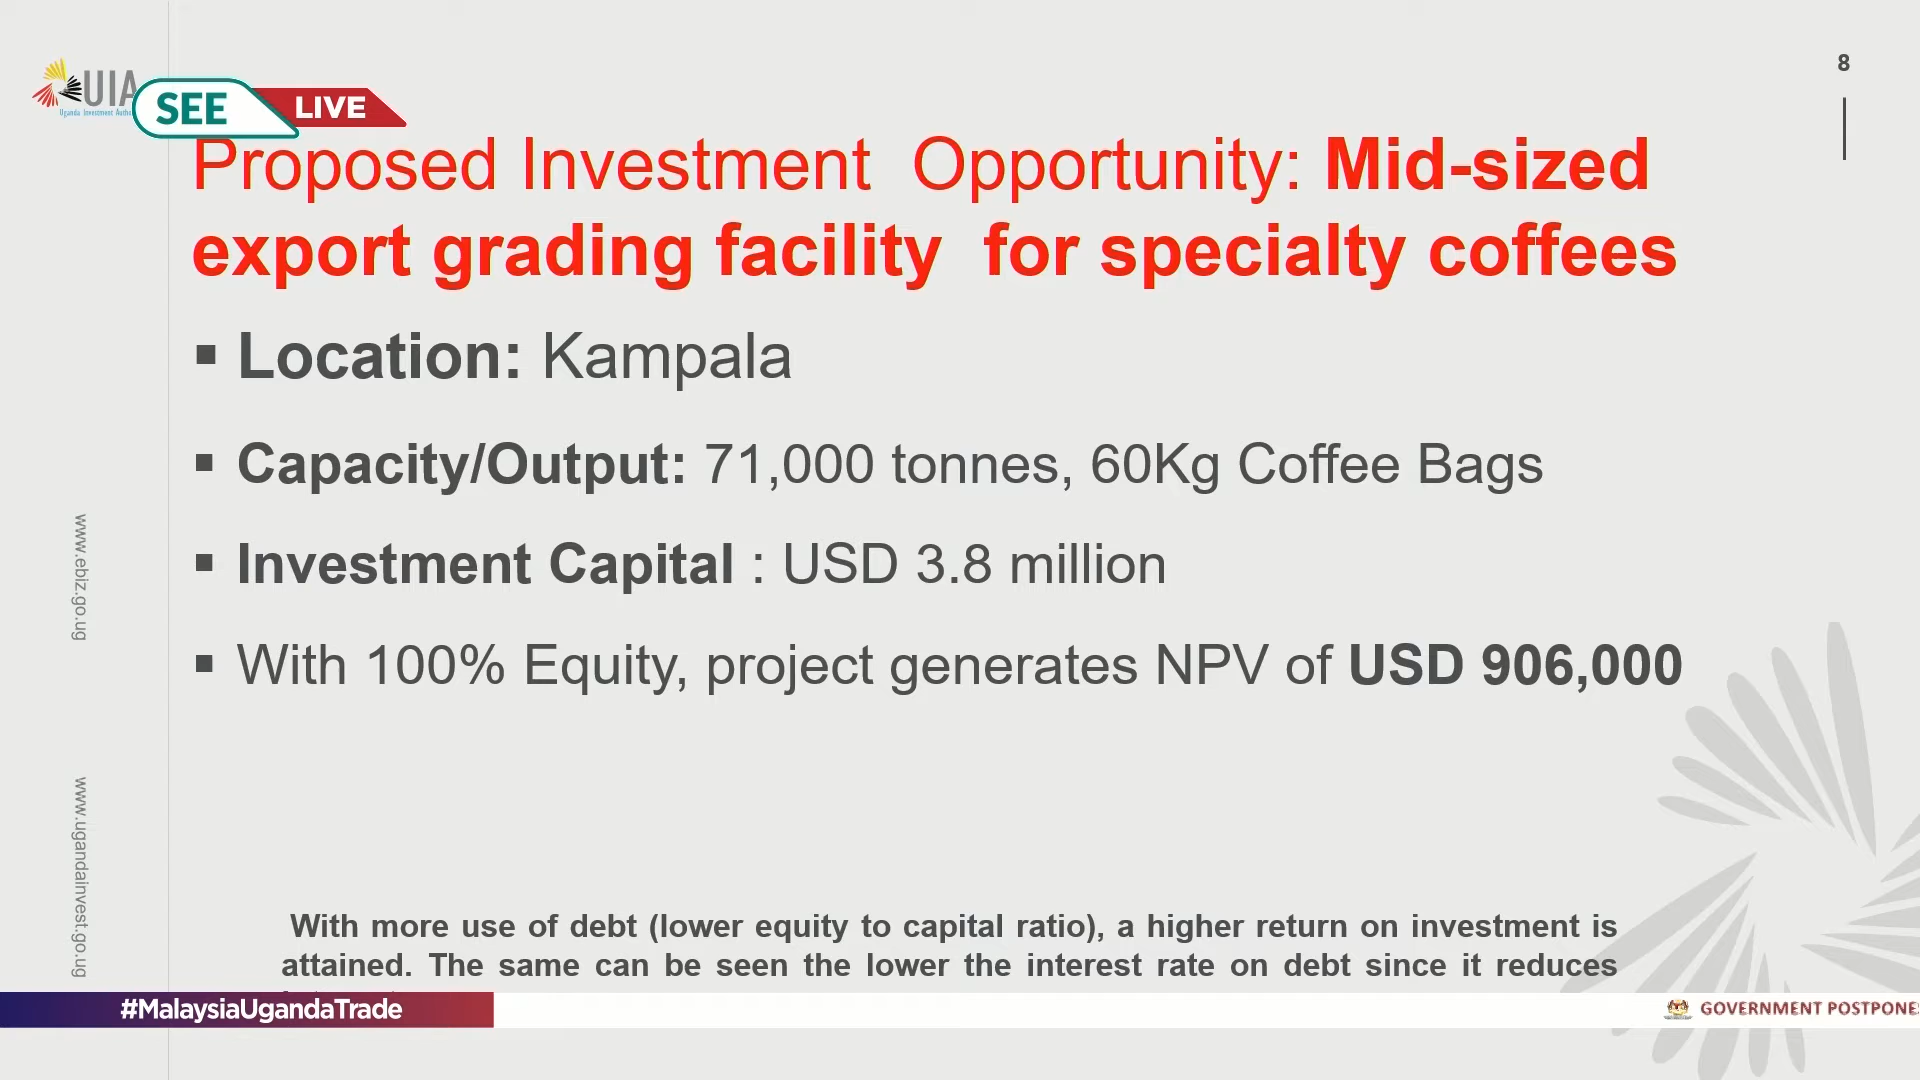 UIA
SEE
LIVE
8
Proposed Investment Opportunity: Mid-sized
export grading facility for specialty coffees
▪ Location: Kampala
▪ Capacity/Output: 71,000 tonnes, 60Kg Coffee Bags
▪ Investment Capital : USD 3.8 million
▪ With 100% Equity, project generates NPV of USD 906,000
www.ebiz.go.ug
www.ugandainvest.go.ug
With more use of debt (lower equity to capital ratio), a higher return on investment is
attained. The same can be seen the lower the interest rate on debt since it reduces
#MalaysiaUgandaTrade
GOVERNMENT POSTPONE